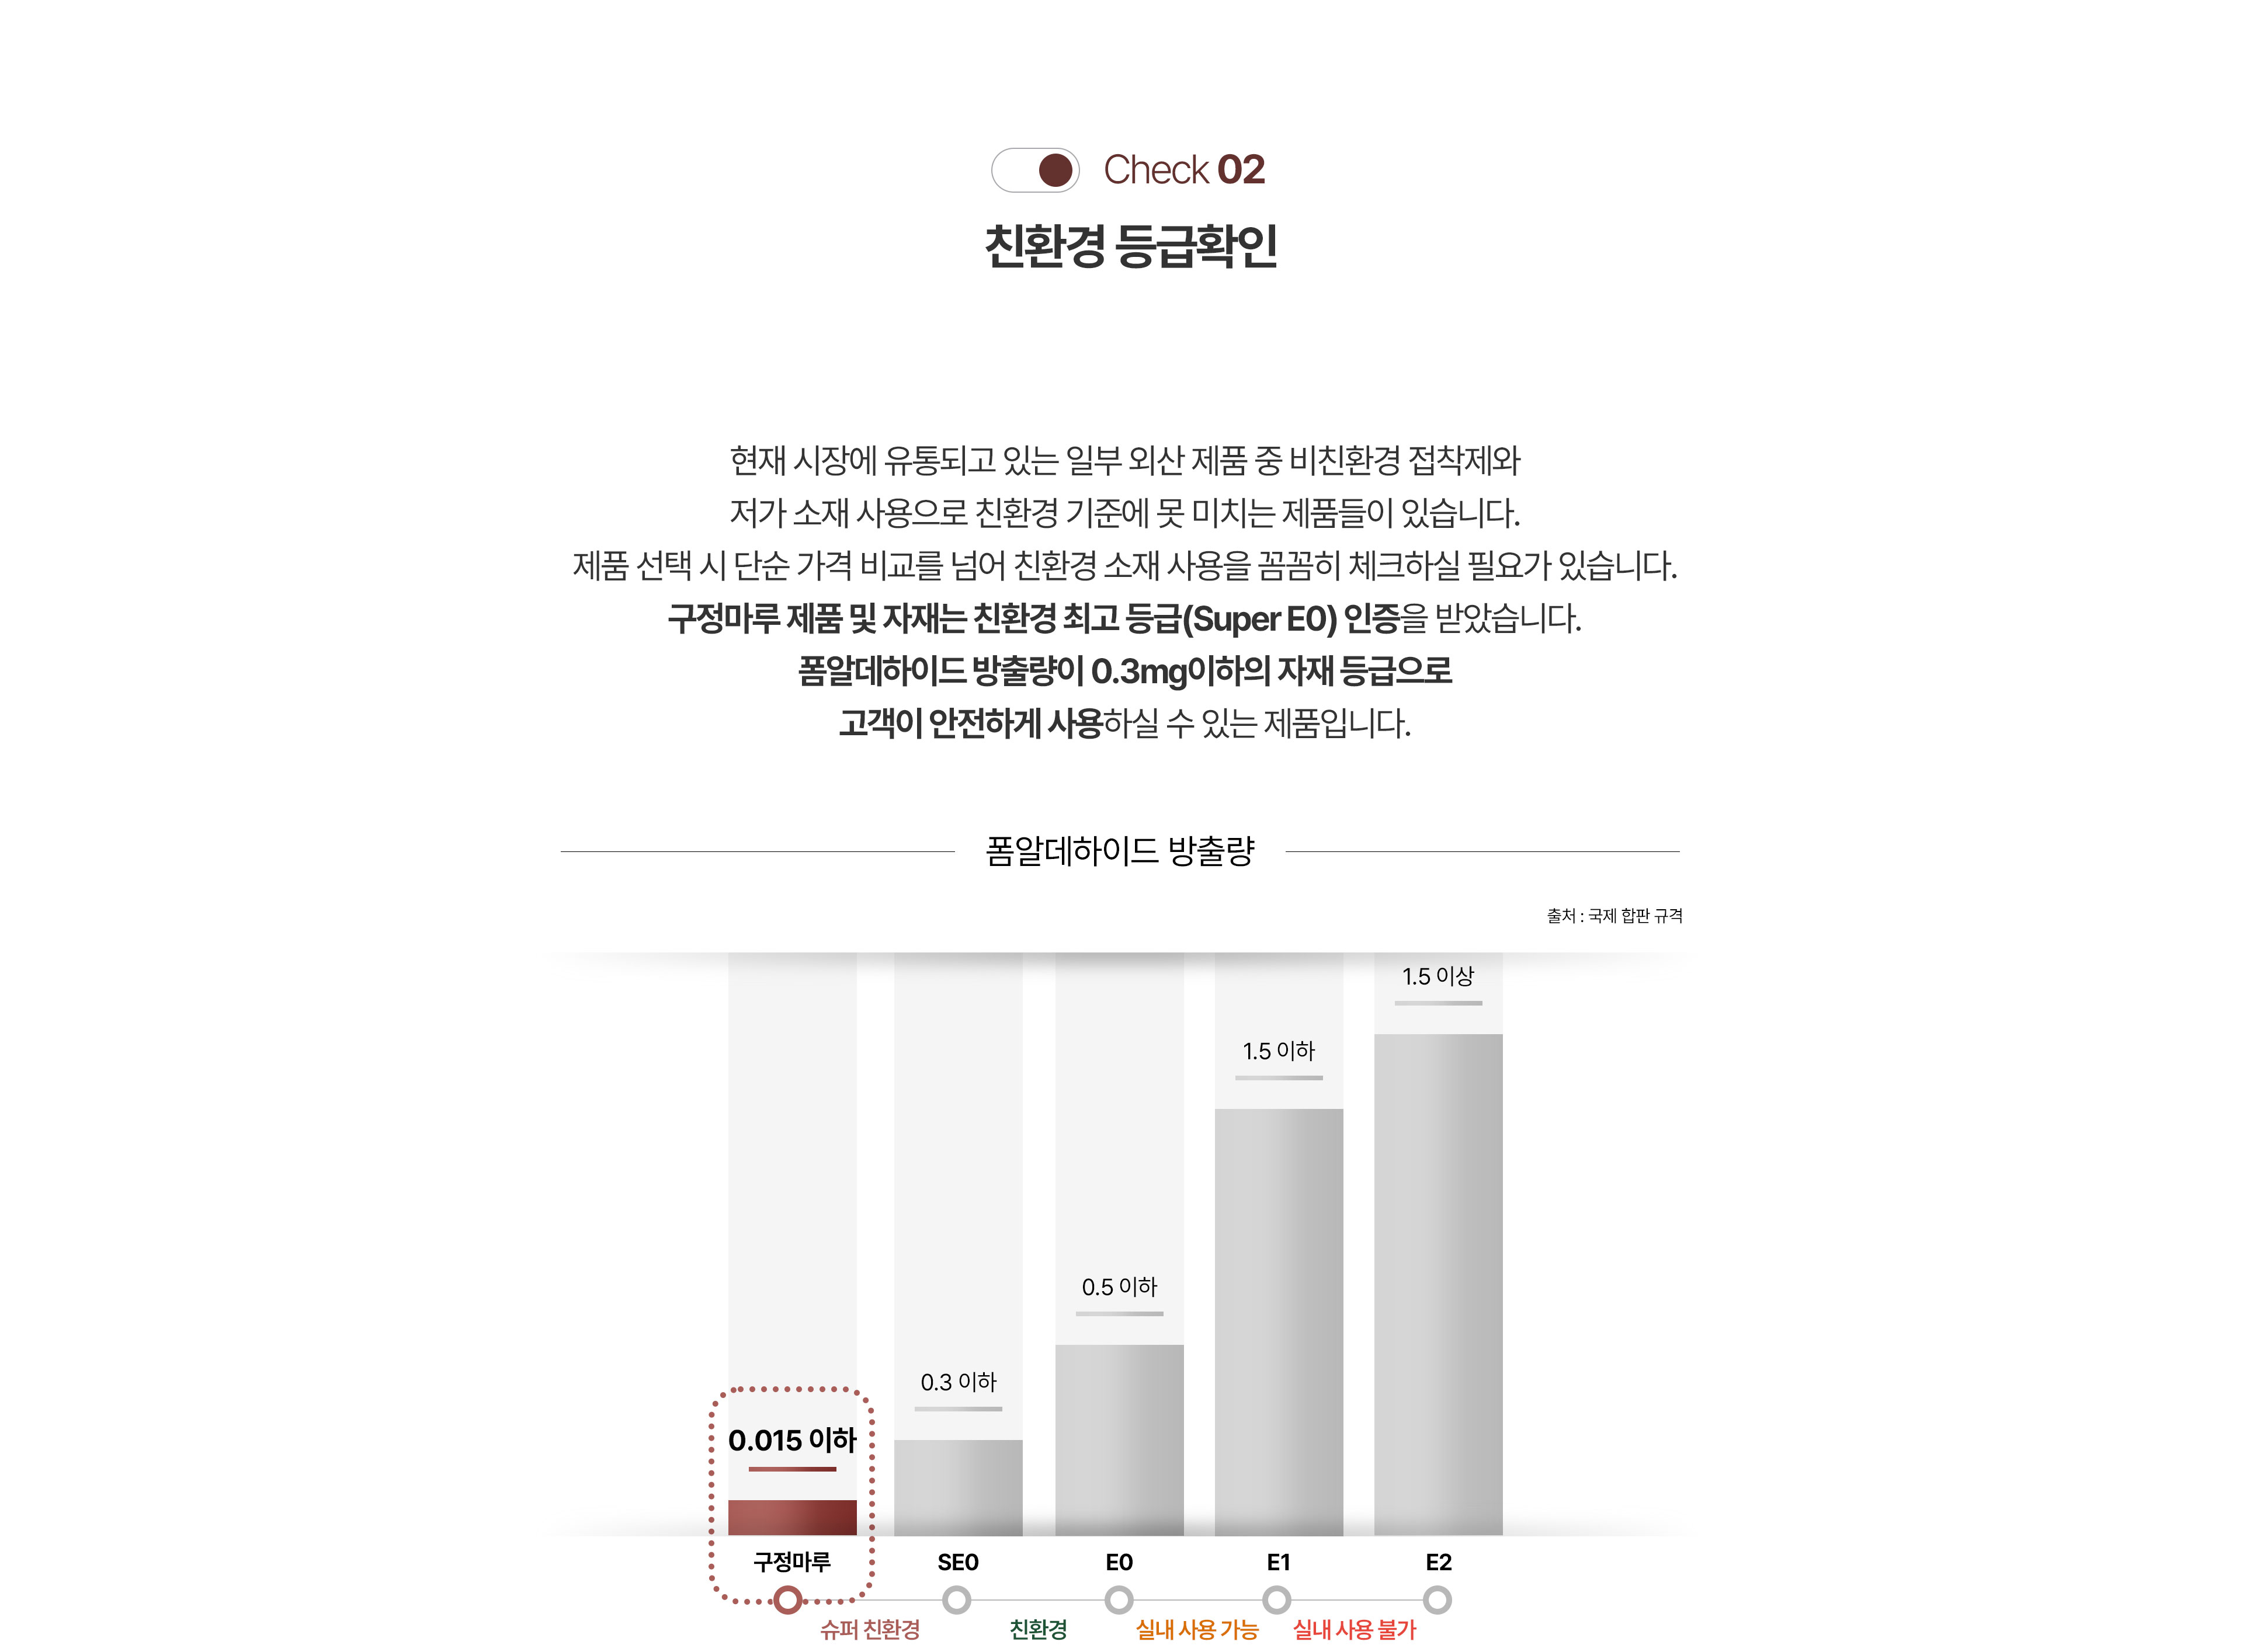 Check 02
친환경 등급확인
현재 시장에 유통되고 있는 일부 외산 제품 중 비친환경 접착제와
저가 소재 사용으로 친환경 기준에 못 미치는 제품들이 있습니다.
제품 선택 시 단순 가격 비교를 넘어 친환경 소재 사용을 꼼꼼히 체크하실 필요가 있습니다.
구정마루 제품 및 자재는 친환경 최고 등급(Super E0) 인증을 받았습니다.
폼알데하이드 방출량이 0.3mg이하의 자재 등급으로
고객이 안전하게 사용하실 수 있는 제품입니다.
폼알데하이드 방출량
출처 : 국제 합판 규격
0.015 이하
0.3 이하
0.5 이하
1.5 이하
1.5 이상
구정마루
SE0
E0
E1
E2
슈퍼 친환경
친환경
실내 사용 가능
실내 사용 불가